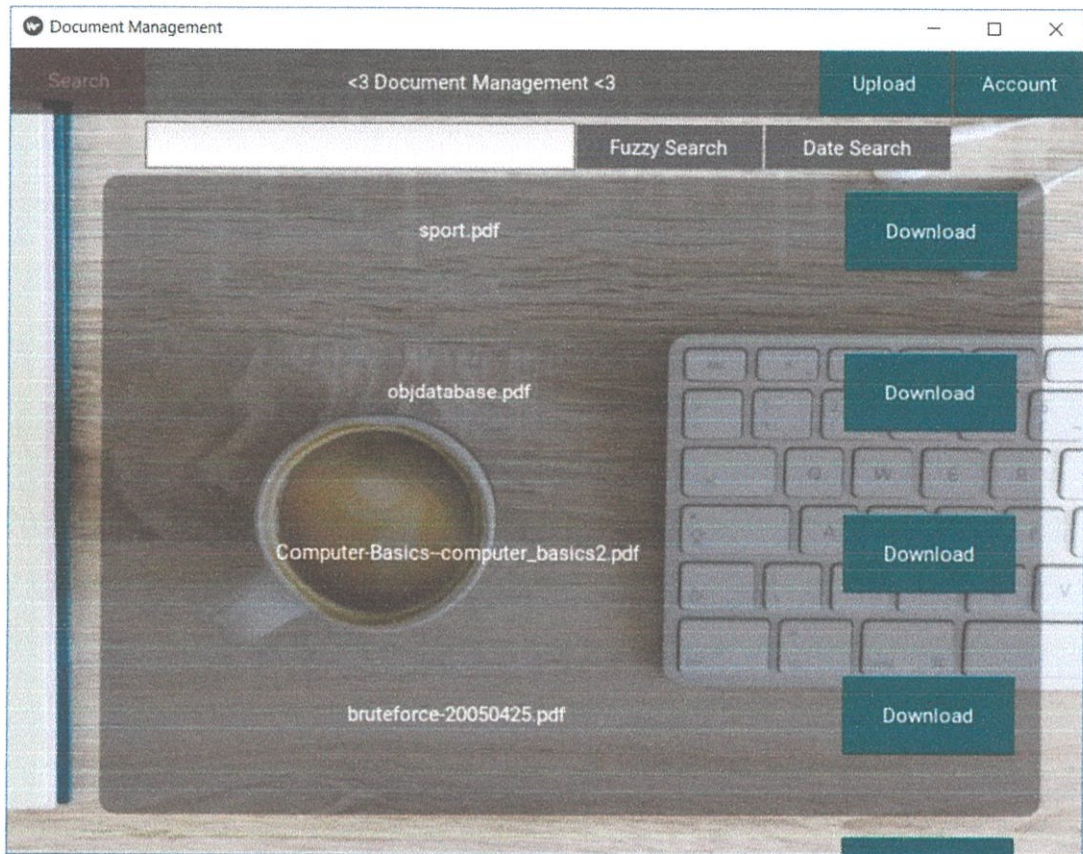 Document Management
Search
<3 Document Management <3
Upload
Account
Fuzzy Search
Date Search
sport.pdf
Download
objdatabase.pdf
Download
Computer-Basics--computer_basics2.pdf
Download
bruteforce-20050425.pdf
Download